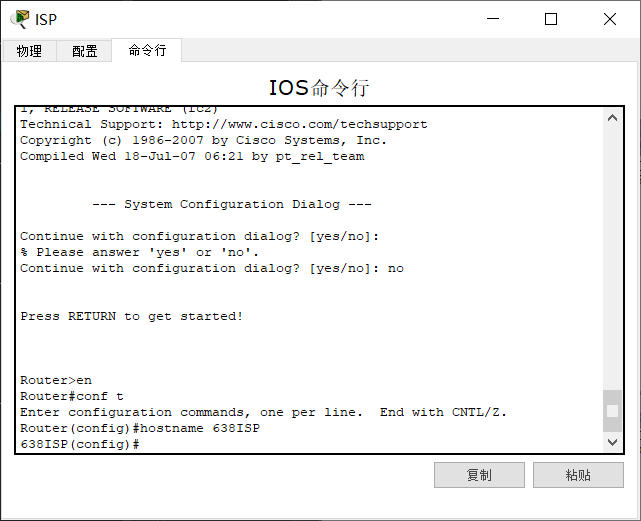 ISP
物理
配置
命令行
IOS命令行
1, RELEASE SOFTWARE (fc2)
Technical Support: http://www.cisco.com/techsupport
Copyright (c) 1986-2007 by Cisco Systems, Inc.
Compiled Wed 18-Jul-07 06:21 by pt_rel_team
--- System Configuration Dialog ---
Continue with configuration dialog? [yes/no]:
% Please answer 'yes' or 'no'.
Continue with configuration dialog? [yes/no]: no
Press RETURN to get started!
Router>en
Router#conf t
Enter configuration commands, one per line.  End with CNTL/Z.
Router(config)#hostname 638ISP
638ISP(config)#
复制
粘贴